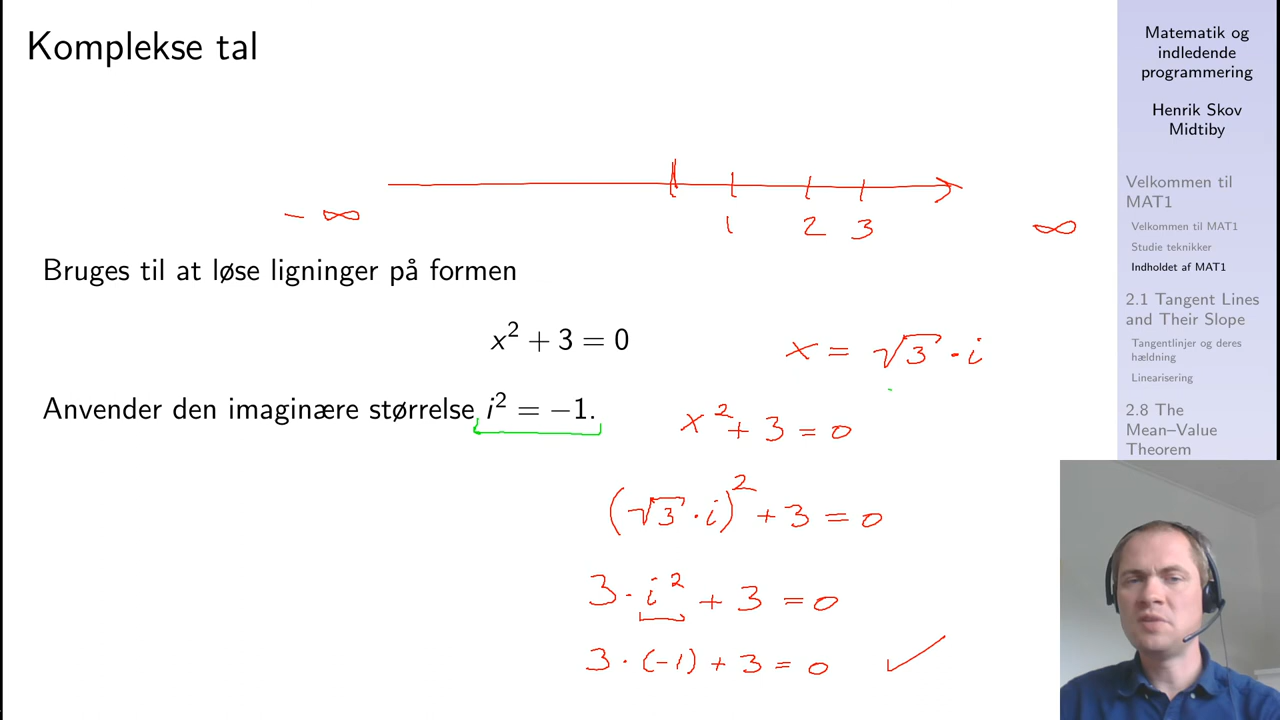 Komplekse tal
1 2 3
− ∞ ∞
Bruges til at løse ligninger på formen
x² + 3 = 0
x = √3 · i
Anvender den imaginære størrelse i² = −1.
x² + 3 = 0
(√3 · i)² + 3 = 0
3 · i² + 3 = 0
3 · (−1) + 3 = 0 ✓
Matematik og
indledende
programmering
Henrik Skov
Midtiby
Velkommen til
MAT1
Velkommen til MAT1
Studie teknikker
Indholdet af MAT1
2.1 Tangent Lines
and Their Slope
Tangentlinjer og deres
hældning
Linearisering
2.8 The
Mean–Value
Theorem